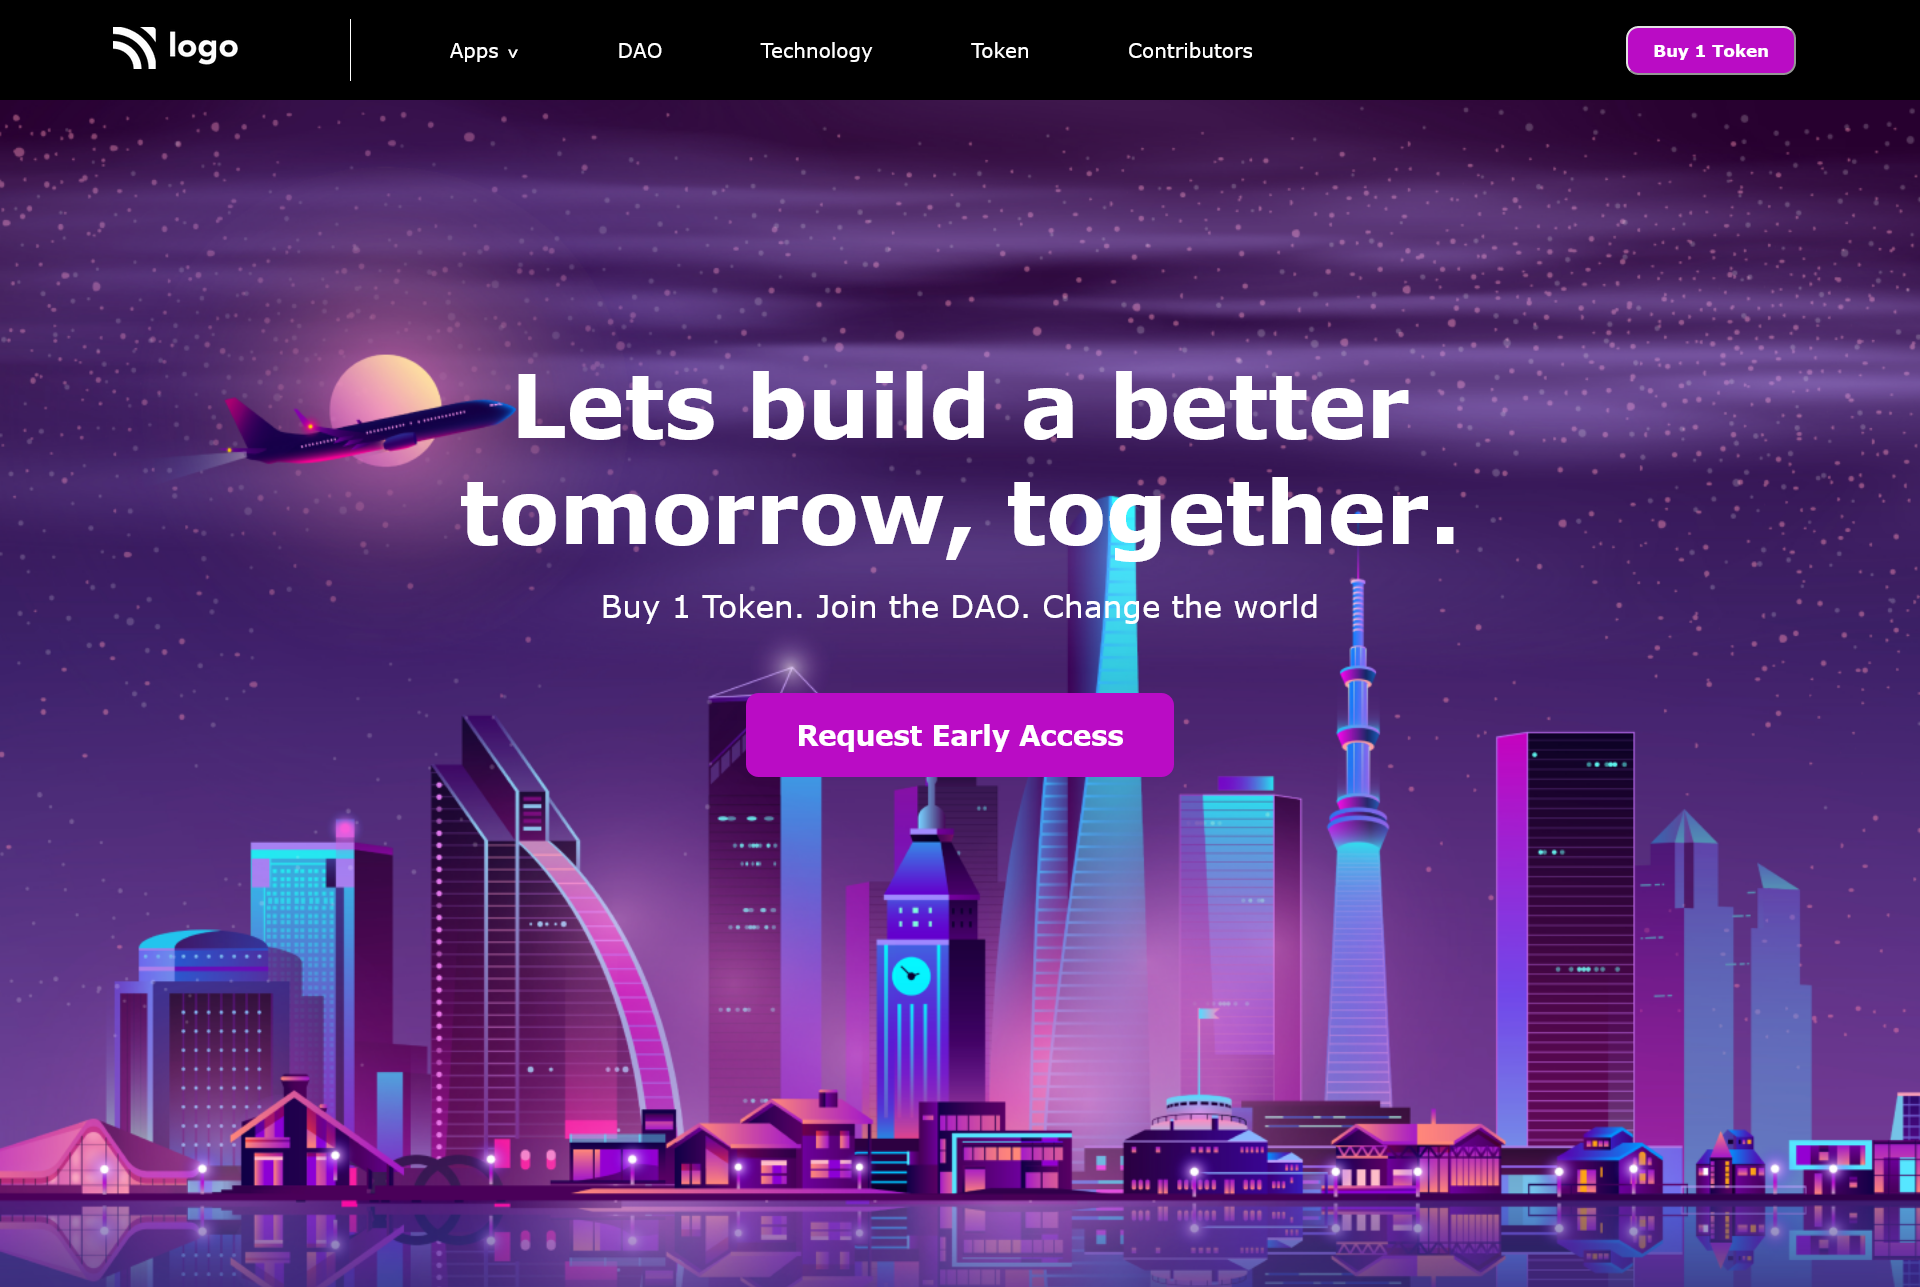 logo
Apps v
DAO
Technology
Token
Contributors
Buy 1 Token
Lets build a better
tomorrow, together.
Buy 1 Token. Join the DAO. Change the world
Request Early Access